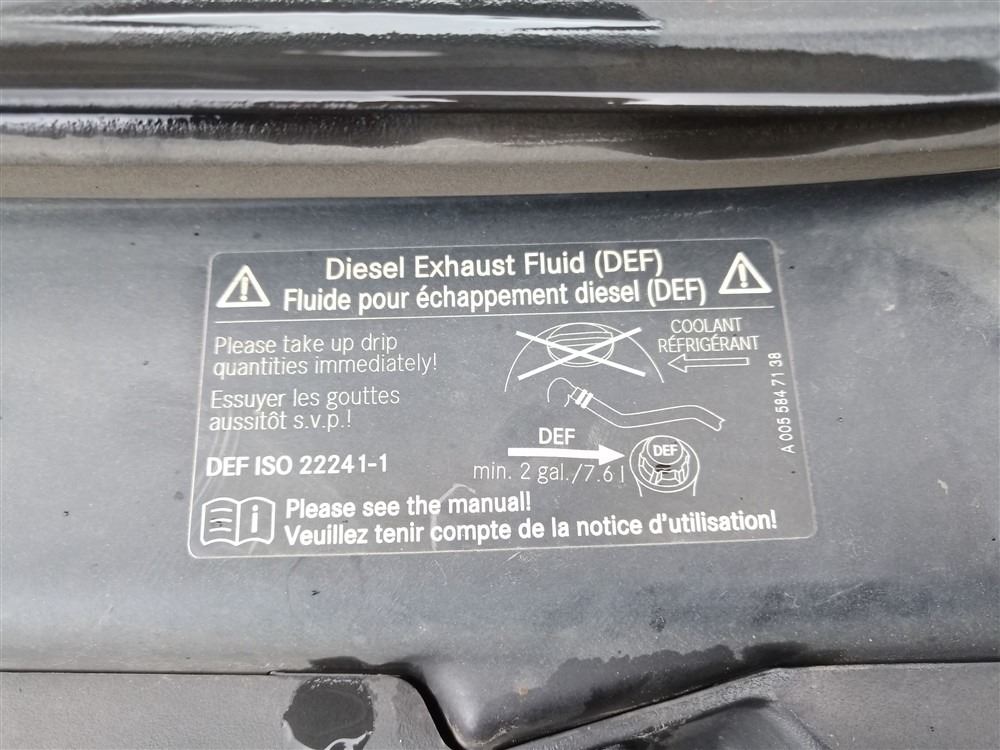 Diesel Exhaust Fluid (DEF)
Fluide pour échappement diesel (DEF)
Please take up drip
quantities immediately!
Essuyer les gouttes
aussitôt s.v.p.!
DEF ISO 22241-1
COOLANT
RÉFRIGÉRANT
DEF
DEF
min. 2 gal./7.6 l
A 005 584 71 38
i
Please see the manual!
Veuillez tenir compte de la notice d'utilisation!